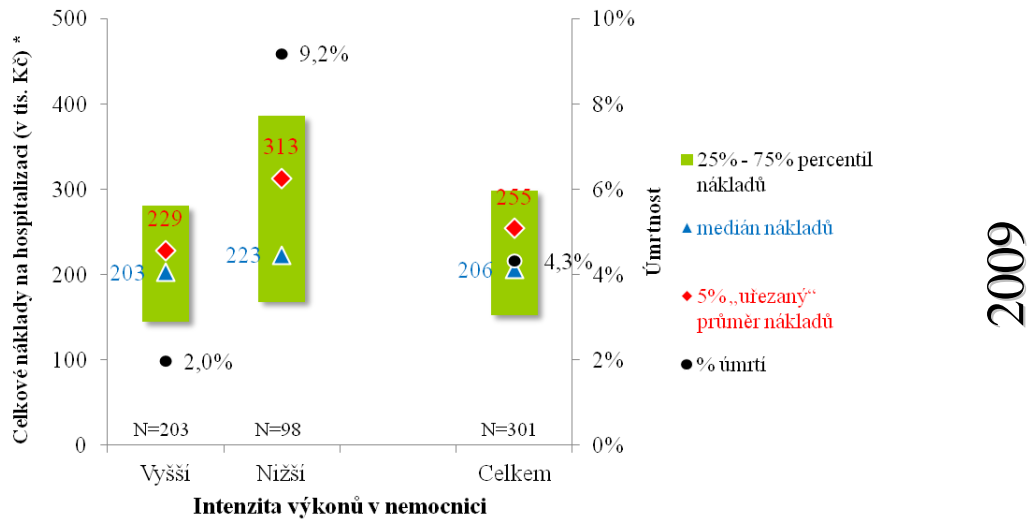 Celkové náklady na hospitalizaci (v tis. Kč) *
500
400
300
200
100
0
10%
8%
6%
4%
2%
0%
Úmrtnost
9,2%
313
223
229
203
2,0%
255
206
4,3%
N=203
N=98
N=301
Vyšší
Nižší
Celkem
Intenzita výkonů v nemocnici
25% - 75% percentil
nákladů
medián nákladů
5% „uřezaný“
průměr nákladů
% úmrtí
2009